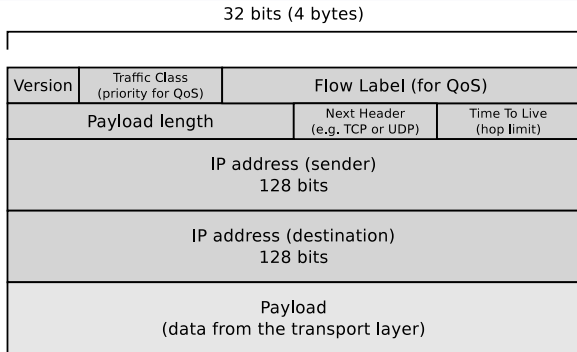 32 bits (4 bytes)
Version
Traffic Class
(priority for QoS)
Flow Label (for QoS)
Payload length
Next Header
(e.g. TCP or UDP)
Time To Live
(hop limit)
IP address (sender)
128 bits
IP address (destination)
128 bits
Payload
(data from the transport layer)